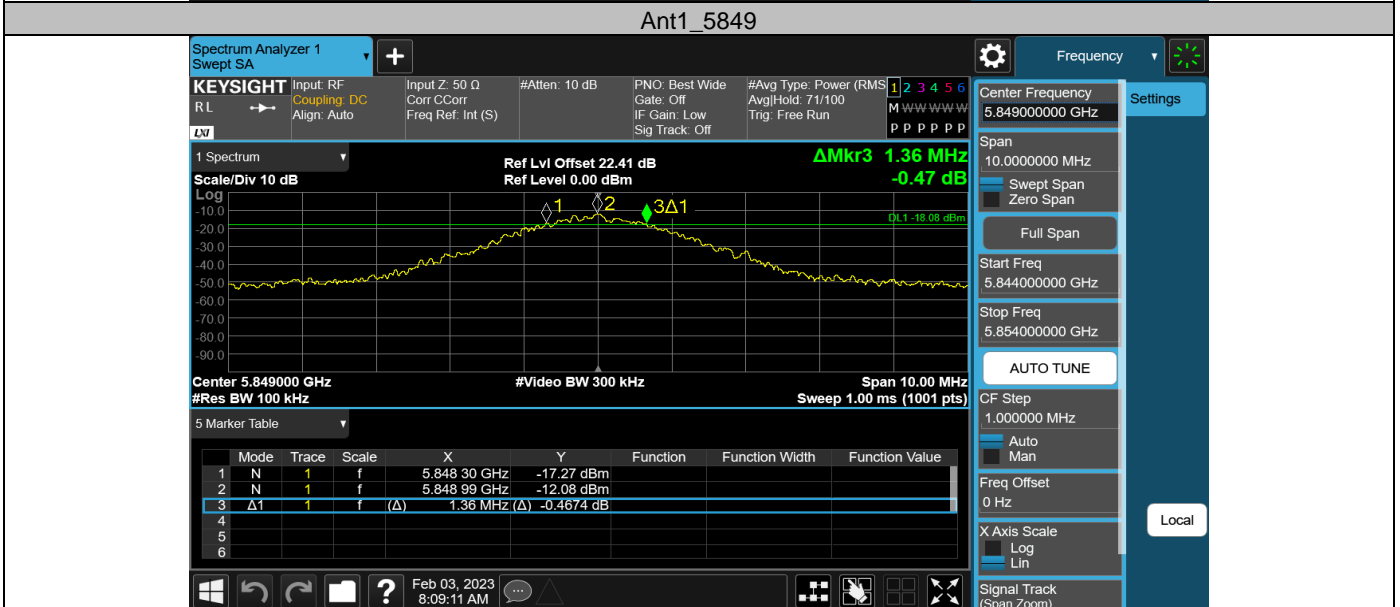 Ant1_5849
Spectrum Analyzer 1
Swept SA
+
Frequency
KEYSIGHT
R L
LXI
Input: RF
Coupling: DC
Align: Auto
Input Z: 50 Ω
Corr CCorr
Freq Ref: Int (S)
#Atten: 10 dB
PNO: Best Wide
Gate: Off
IF Gain: Low
Sig Track: Off
#Avg Type: Power (RMS
Avg|Hold: 71/100
Trig: Free Run
1 2 3 4 5 6
M W W W W W
P P P P P P
1 Spectrum
Scale/Div 10 dB
Ref Lvl Offset 22.41 dB
Ref Level 0.00 dBm
ΔMkr3 1.36 MHz
-0.47 dB
Log
-10.0
-20.0
-30.0
-40.0
-50.0
-60.0
-70.0
-80.0
-90.0
1
2
3Δ1
DL1 -18.08 dBm
Center 5.849000 GHz
#Res BW 100 kHz
#Video BW 300 kHz
Span 10.00 MHz
Sweep 1.00 ms (1001 pts)
5 Marker Table
Mode Trace Scale X Y Function Function Width Function Value
1 N 1 f 5.848 30 GHz -17.27 dBm
2 N 1 f 5.848 99 GHz -12.08 dBm
3 Δ1 1 f (Δ) 1.36 MHz (Δ) -0.4674 dB
4
5
6
Center Frequency
5.849000000 GHz
Span
10.0000000 MHz
Swept Span
Zero Span
Full Span
Start Freq
5.844000000 GHz
Stop Freq
5.854000000 GHz
AUTO TUNE
CF Step
1.000000 MHz
Auto
Man
Freq Offset
0 Hz
X Axis Scale
Log
Lin
Signal Track
(Span Zoom)
Settings
Local
?
Feb 03, 2023
8:09:11 AM